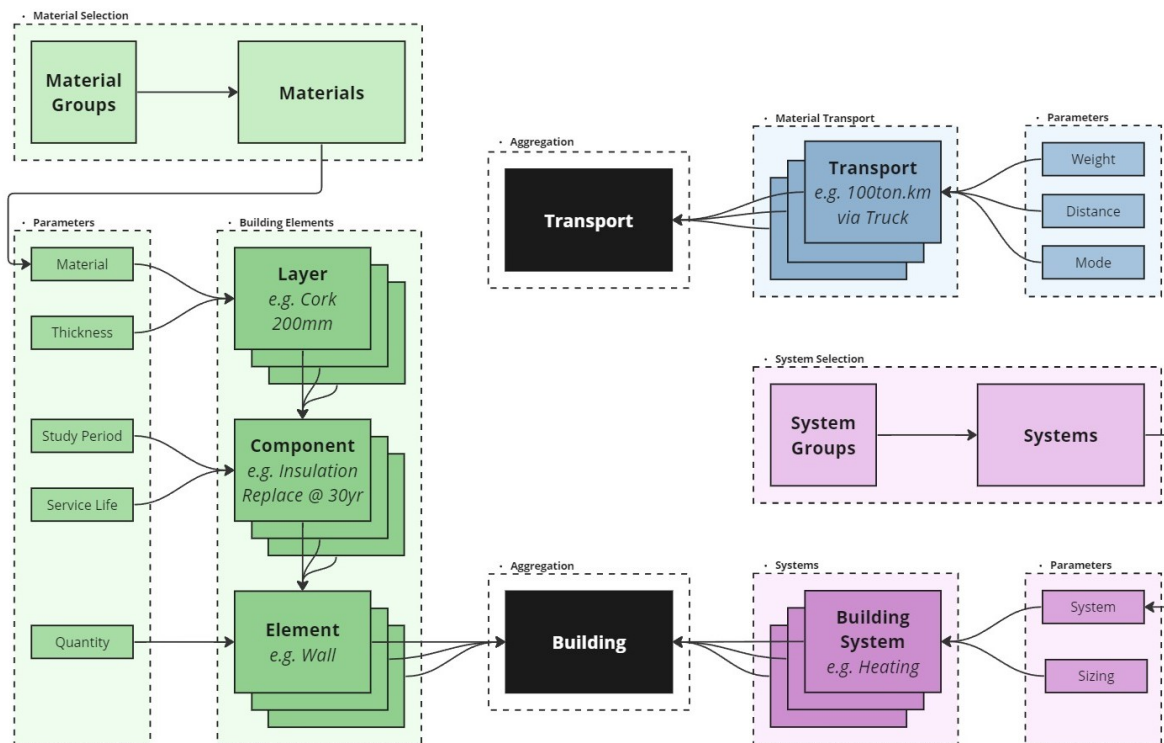 Material Selection
Material
Groups
Materials
Parameters
Material
Thickness
Study Period
Service Life
Quantity
Building Elements
Layer
e.g. Cork
200mm
Component
e.g. Insulation
Replace @ 30yr
Element
e.g. Wall
Aggregation
Transport
Material Transport
Transport
e.g. 100ton.km
via Truck
Parameters
Weight
Distance
Mode
System Selection
System
Groups
Systems
Aggregation
Building
Systems
Building
System
e.g. Heating
Parameters
System
Sizing